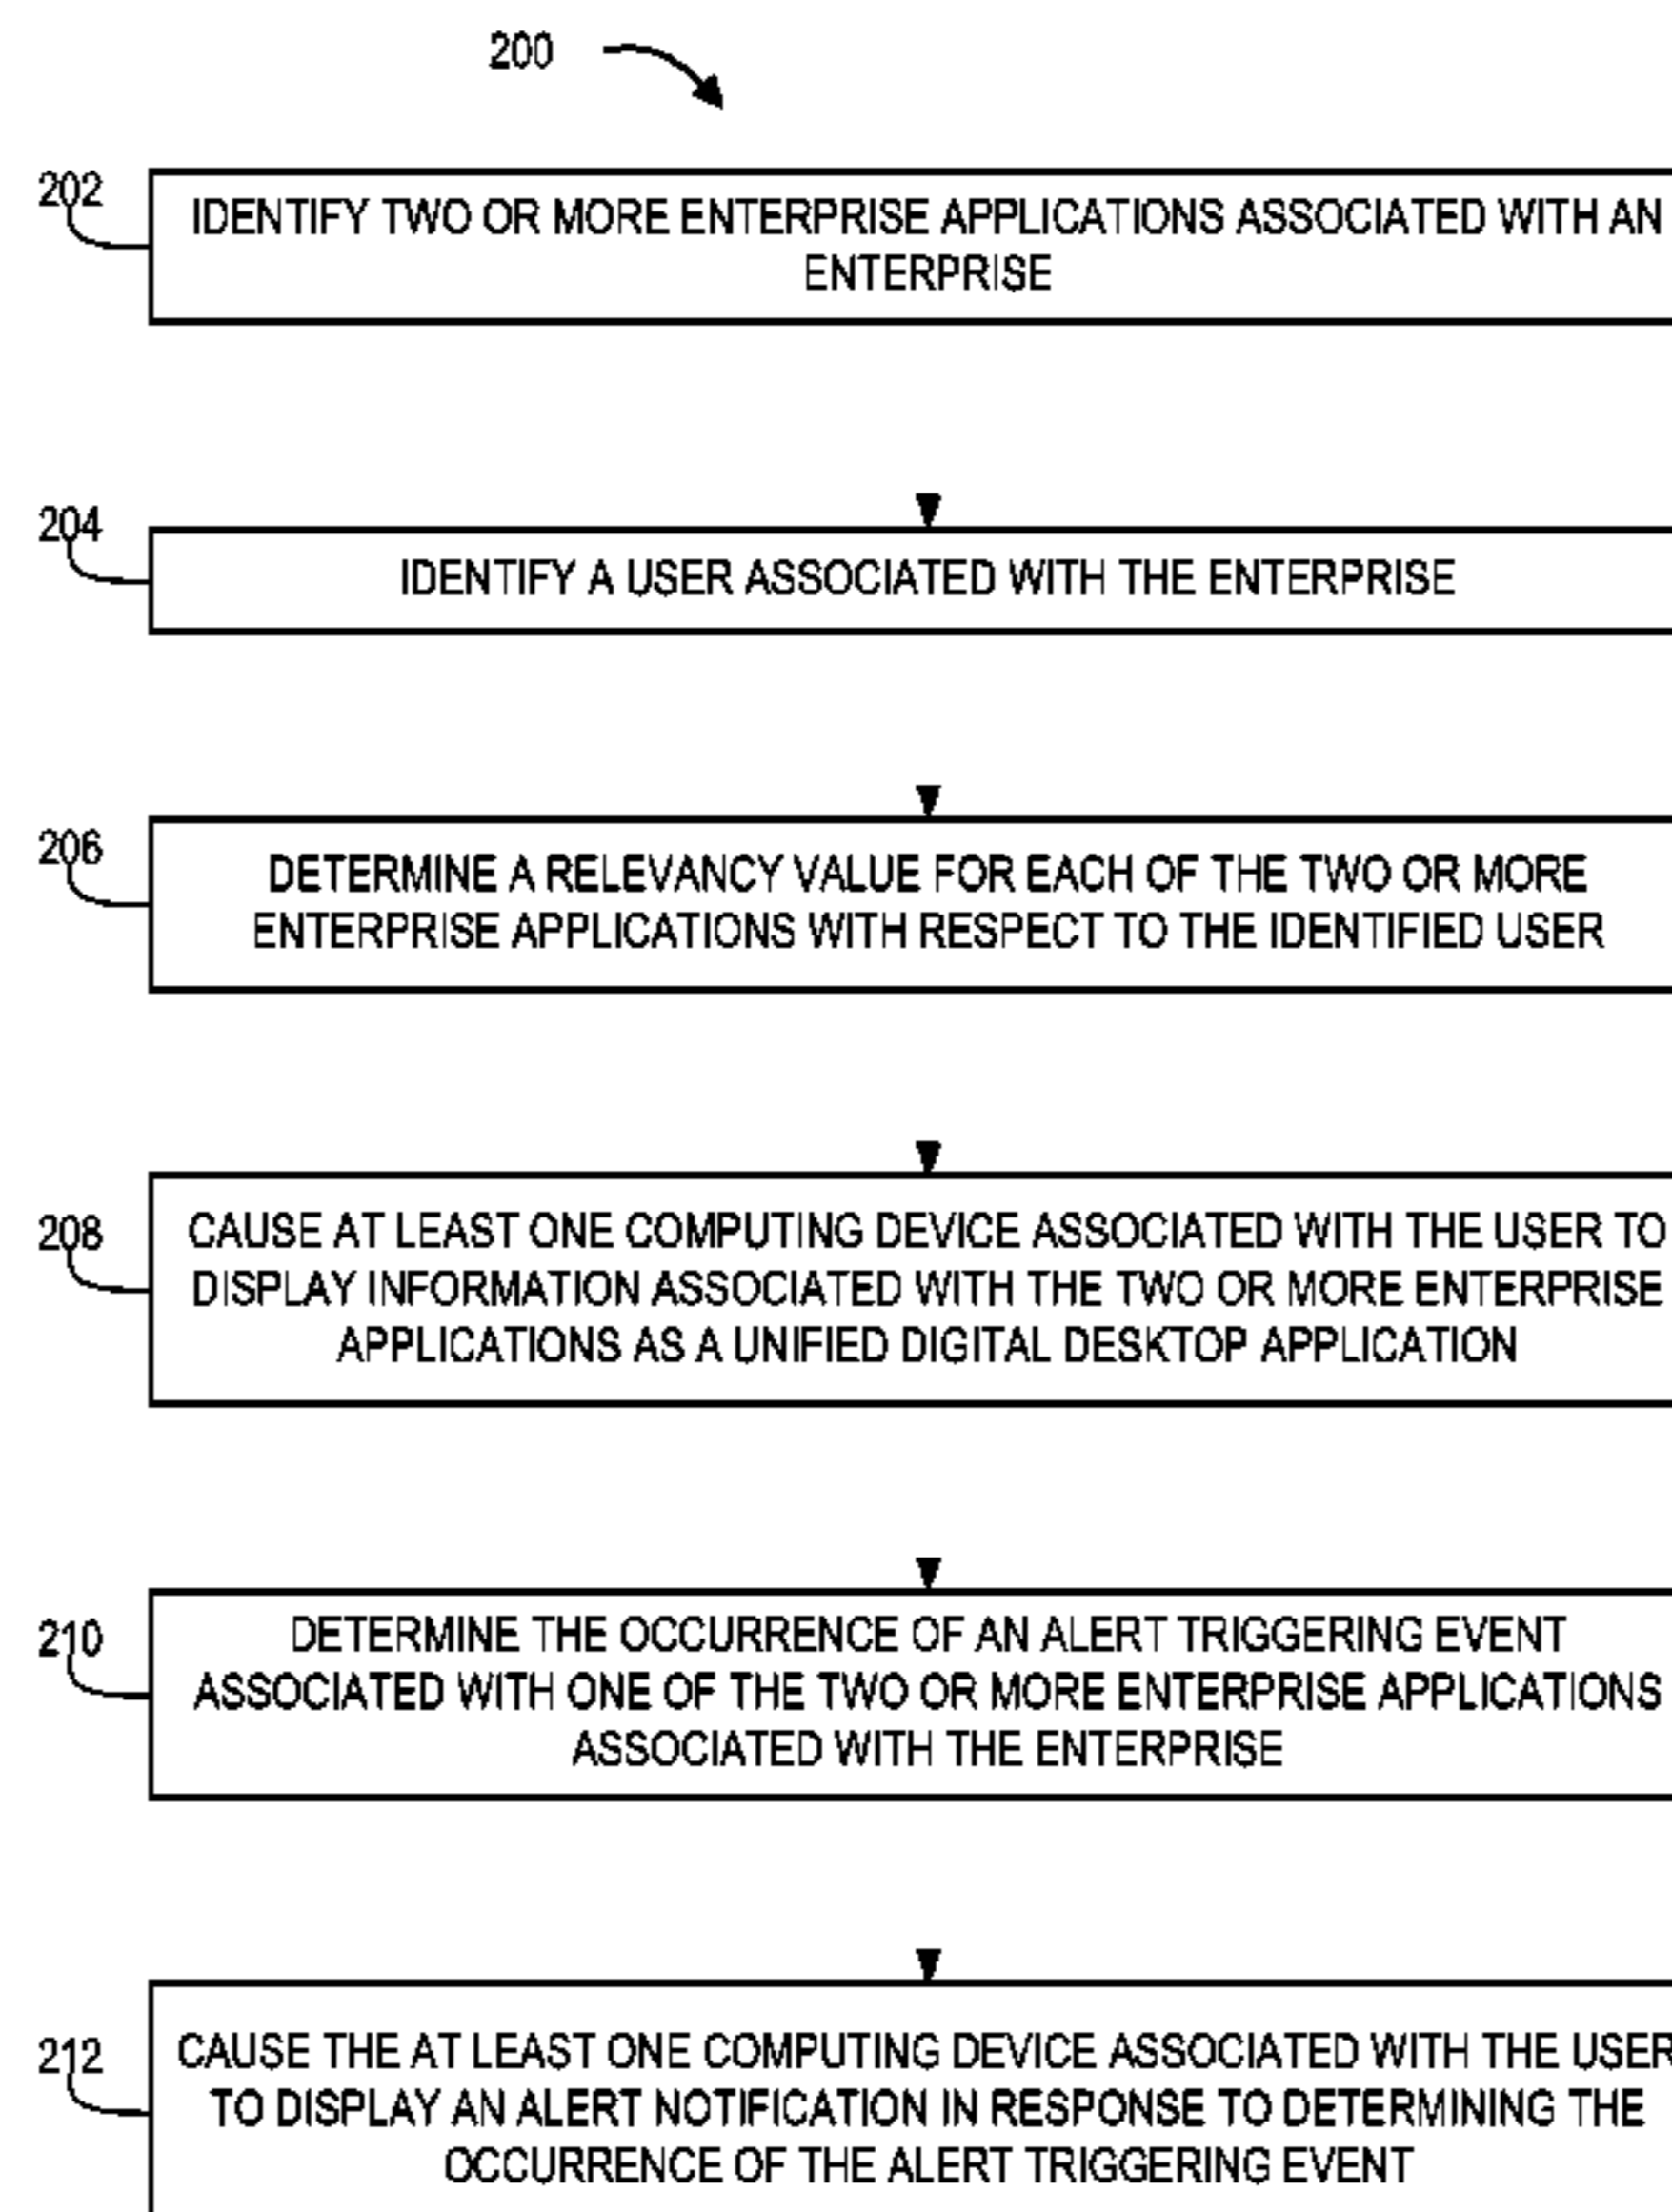 200
202
IDENTIFY TWO OR MORE ENTERPRISE APPLICATIONS ASSOCIATED WITH AN
ENTERPRISE
204
IDENTIFY A USER ASSOCIATED WITH THE ENTERPRISE
206
DETERMINE A RELEVANCY VALUE FOR EACH OF THE TWO OR MORE
ENTERPRISE APPLICATIONS WITH RESPECT TO THE IDENTIFIED USER
208
CAUSE AT LEAST ONE COMPUTING DEVICE ASSOCIATED WITH THE USER TO
DISPLAY INFORMATION ASSOCIATED WITH THE TWO OR MORE ENTERPRISE
APPLICATIONS AS A UNIFIED DIGITAL DESKTOP APPLICATION
210
DETERMINE THE OCCURRENCE OF AN ALERT TRIGGERING EVENT
ASSOCIATED WITH ONE OF THE TWO OR MORE ENTERPRISE APPLICATIONS
ASSOCIATED WITH THE ENTERPRISE
212
CAUSE THE AT LEAST ONE COMPUTING DEVICE ASSOCIATED WITH THE USER
TO DISPLAY AN ALERT NOTIFICATION IN RESPONSE TO DETERMINING THE
OCCURRENCE OF THE ALERT TRIGGERING EVENT